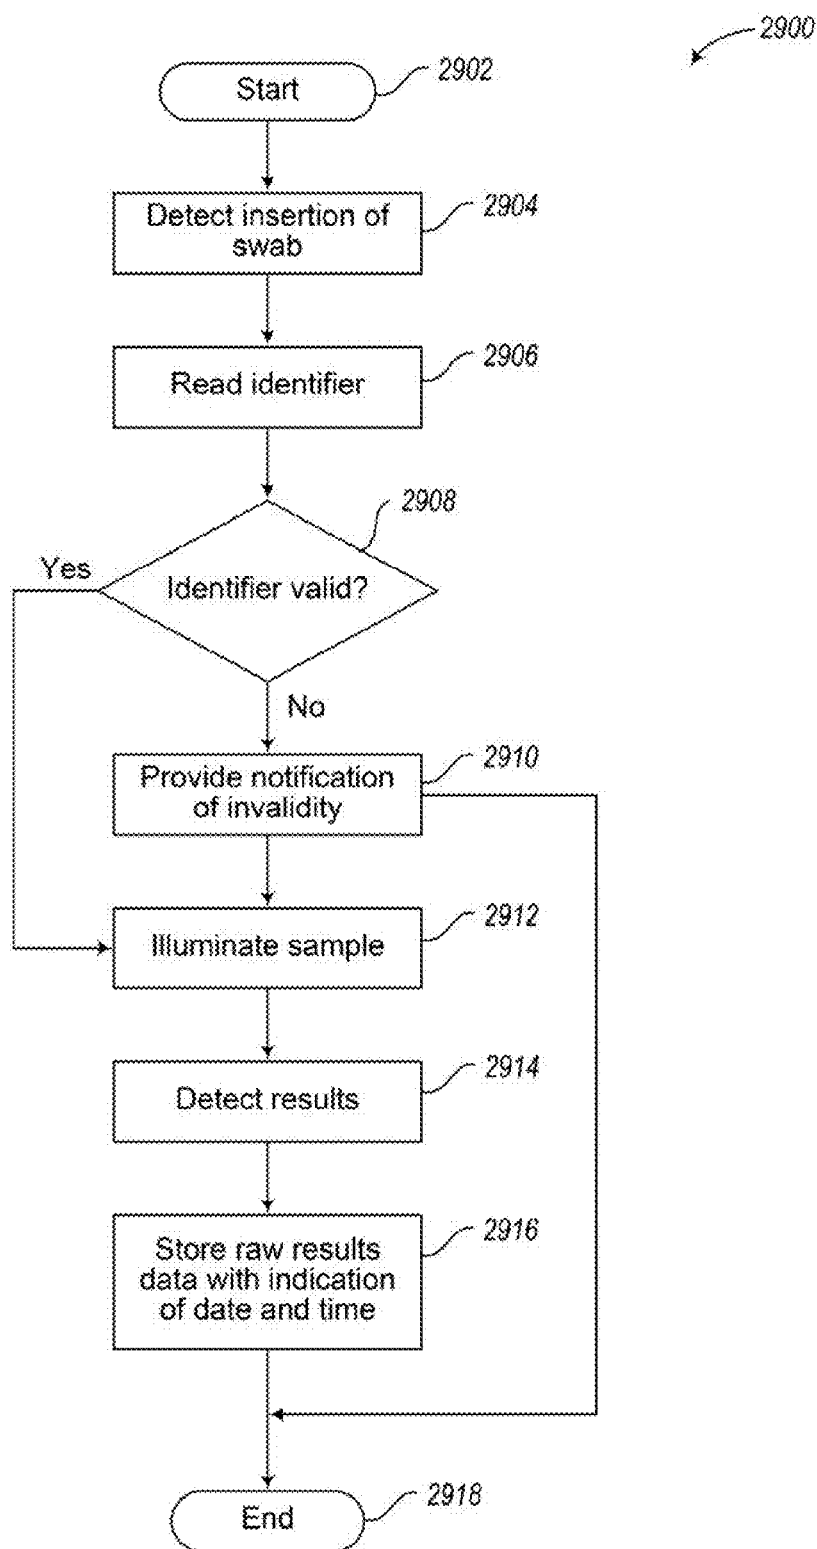 2900
Start
2902
Detect insertion of
swab
2904
Read identifier
2906
2908
Yes
Identifier valid?
No
Provide notification
of invalidity
2910
Illuminate sample
2912
Detect results
2914
Store raw results
data with indication
of date and time
2916
End
2918